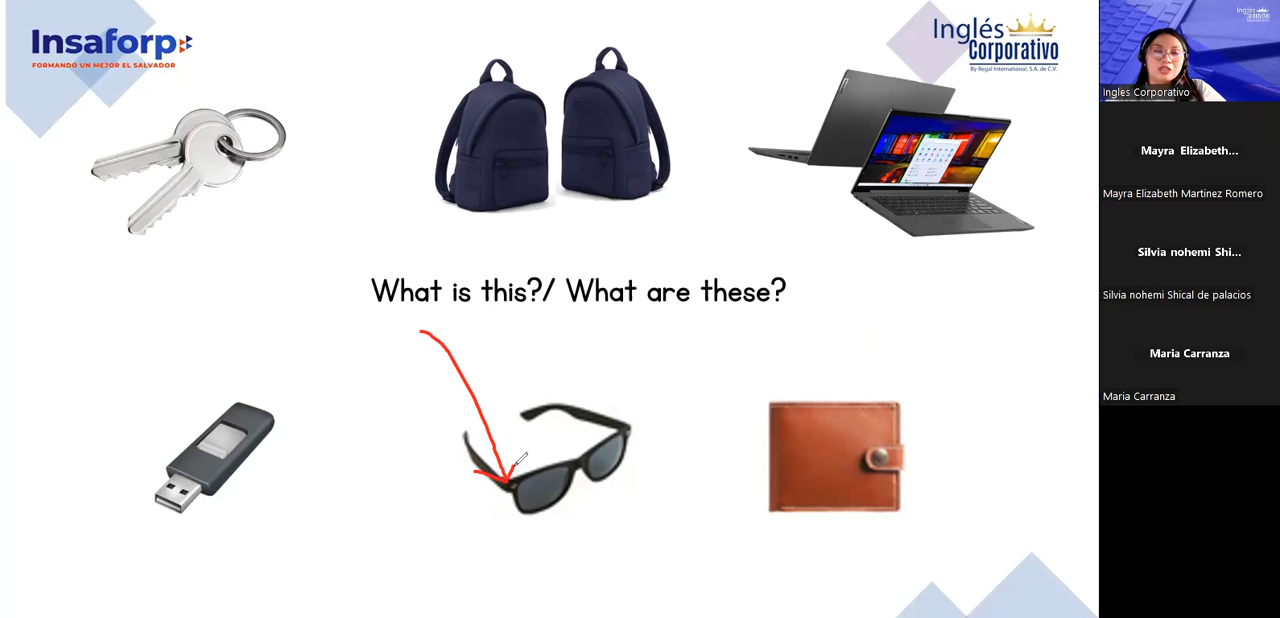 Insaforp
FORMANDO UN MEJOR EL SALVADOR
Inglés
Corporativo
By Regal International, S.A. de C.V.
What is this?/ What are these?
Ingles Corporativo
Mayra Elizabeth...
Mayra Elizabeth Martinez Romero
Silvia nohemi Shi...
Silvia nohemi Shical de palacios
Maria Carranza
Maria Carranza